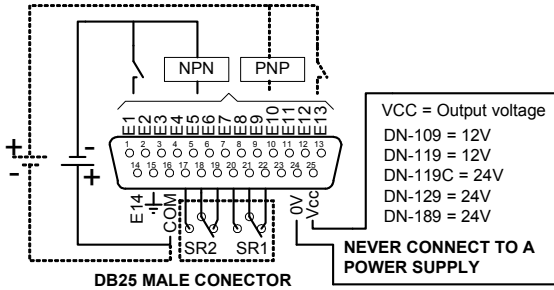 NPN
PNP
E1
E2
E3
E4
E5
E6
E7
E8
E9
E10
E11
E12
E13
+
-
-
+
1 2 3 4 5 6 7 8 9 10 11 12 13
14 15 16 17 18 19 20 21 22 23 24 25
E14
COM
SR2
SR1
0V
Vcc
VCC = Output voltage
DN-109 = 12V
DN-119 = 12V
DN-119C = 24V
DN-129 = 24V
DN-189 = 24V
NEVER CONNECT TO A
POWER SUPPLY
DB25 MALE CONECTOR